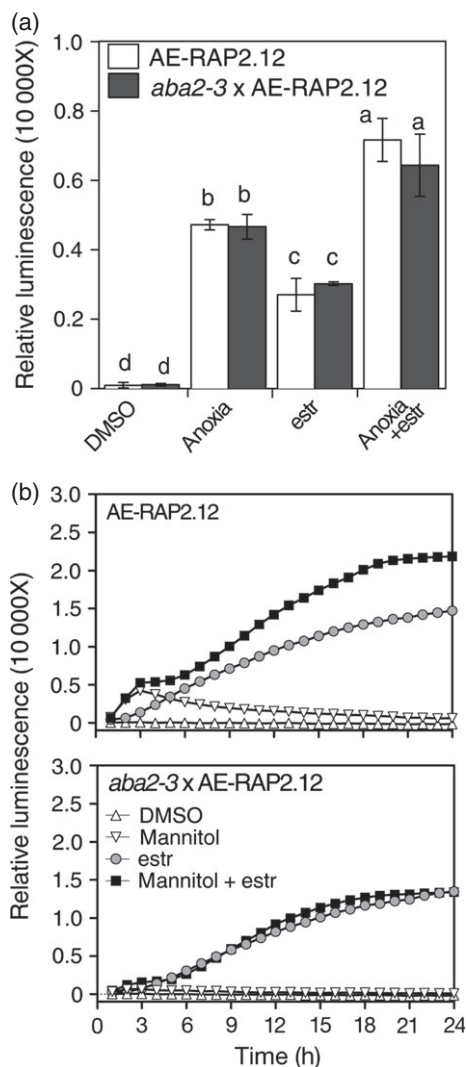 (a)
Relative luminescence (10 000X)
1.0
0.8
0.6
0.4
0.2
0
AE-RAP2.12
aba2-3 x AE-RAP2.12
d
d
b
b
c
c
a
a
DMSO
Anoxia
estr
Anoxia
+estr
(b)
Relative luminescence (10 000X)
3.0
2.5
2.0
1.5
1.0
0.5
0
AE-RAP2.12
3.0
2.5
2.0
1.5
1.0
0.5
0
aba2-3 x AE-RAP2.12
DMSO
Mannitol
estr
Mannitol + estr
0 3 6 9 12 15 18 21 24
Time (h)